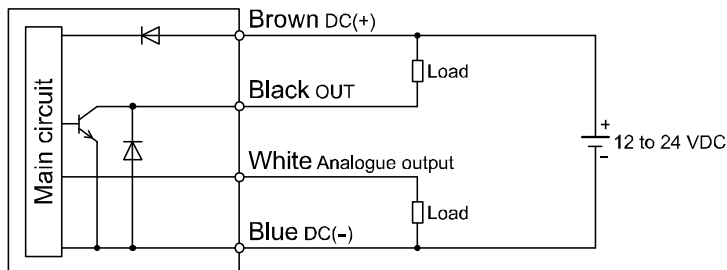 Main circuit
Brown DC(+)
Load
Black OUT
+
12 to 24 VDC
−
White Analogue output
Load
Blue DC(−)